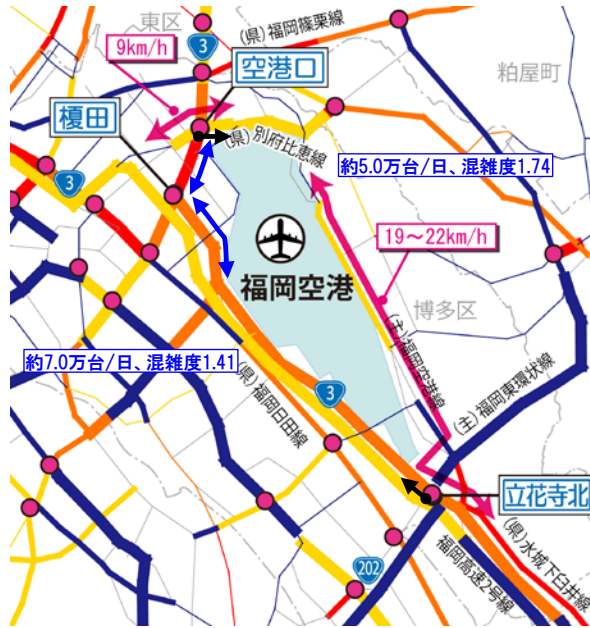 東区
(県)福岡篠栗線
3
9km/h
空港口
粕屋町
榎田
(県)別府比恵線
3
約5.0万台/日、混雑度1.74
19～22km/h
福岡空港
博多区
(主)福岡空港線
約7.0万台/日、混雑度1.41
(県)福岡日田線
3
(主)福岡東環状線
立花寺北
福岡高速2号線
(県)水城下臼井線
202